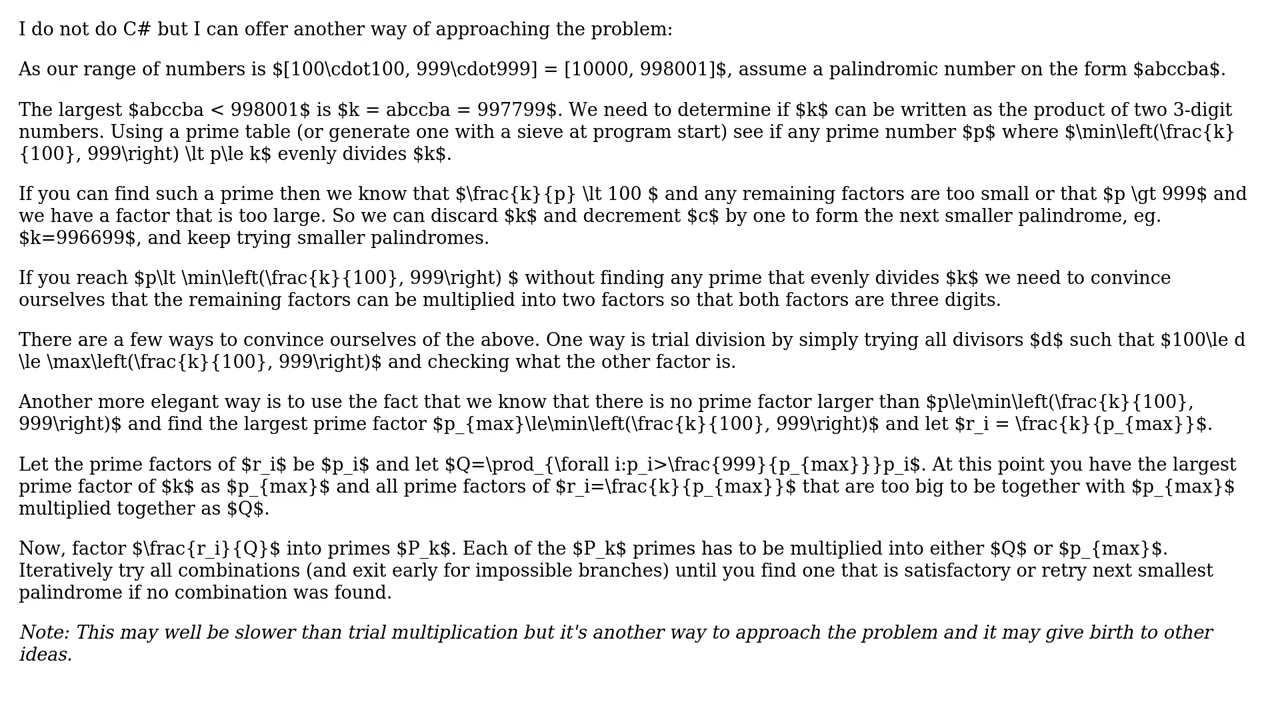 I do not do C# but I can offer another way of approaching the problem:
As our range of numbers is $[100\cdot100, 999\cdot999] = [10000, 998001]$, assume a palindromic number on the form $abccba$.
The largest $abccba < 998001$ is $k = abccba = 997799$. We need to determine if $k$ can be written as the product of two 3-digit
numbers. Using a prime table (or generate one with a sieve at program start) see if any prime number $p$ where $\min\left(\frac{k}
{100}, 999\right) \lt p\le k$ evenly divides $k$.
If you can find such a prime then we know that $\frac{k}{p} \lt 100 $ and any remaining factors are too small or that $p \gt 999$ and
we have a factor that is too large. So we can discard $k$ and decrement $c$ by one to form the next smaller palindrome, eg.
$k=996699$, and keep trying smaller palindromes.
If you reach $p\lt \min\left(\frac{k}{100}, 999\right) $ without finding any prime that evenly divides $k$ we need to convince
ourselves that the remaining factors can be multiplied into two factors so that both factors are three digits.
There are a few ways to convince ourselves of the above. One way is trial division by simply trying all divisors $d$ such that $100\le d
\le \max\left(\frac{k}{100}, 999\right)$ and checking what the other factor is.
Another more elegant way is to use the fact that we know that there is no prime factor larger than $p\le\min\left(\frac{k}{100},
999\right)$ and find the largest prime factor $p_{max}\le\min\left(\frac{k}{100}, 999\right)$ and let $r_i = \frac{k}{p_{max}}$.
Let the prime factors of $r_i$ be $p_i$ and let $Q=\prod_{\forall i:p_i>\frac{999}{p_{max}}}p_i$. At this point you have the largest
prime factor of $k$ as $p_{max}$ and all prime factors of $r_i=\frac{k}{p_{max}}$ that are too big to be together with $p_{max}$
multiplied together as $Q$.
Now, factor $\frac{r_i}{Q}$ into primes $P_k$. Each of the $P_k$ primes has to be multiplied into either $Q$ or $p_{max}$.
Iteratively try all combinations (and exit early for impossible branches) until you find one that is satisfactory or retry next smallest
palindrome if no combination was found.
Note: This may well be slower than trial multiplication but it's another way to approach the problem and it may give birth to other
ideas.